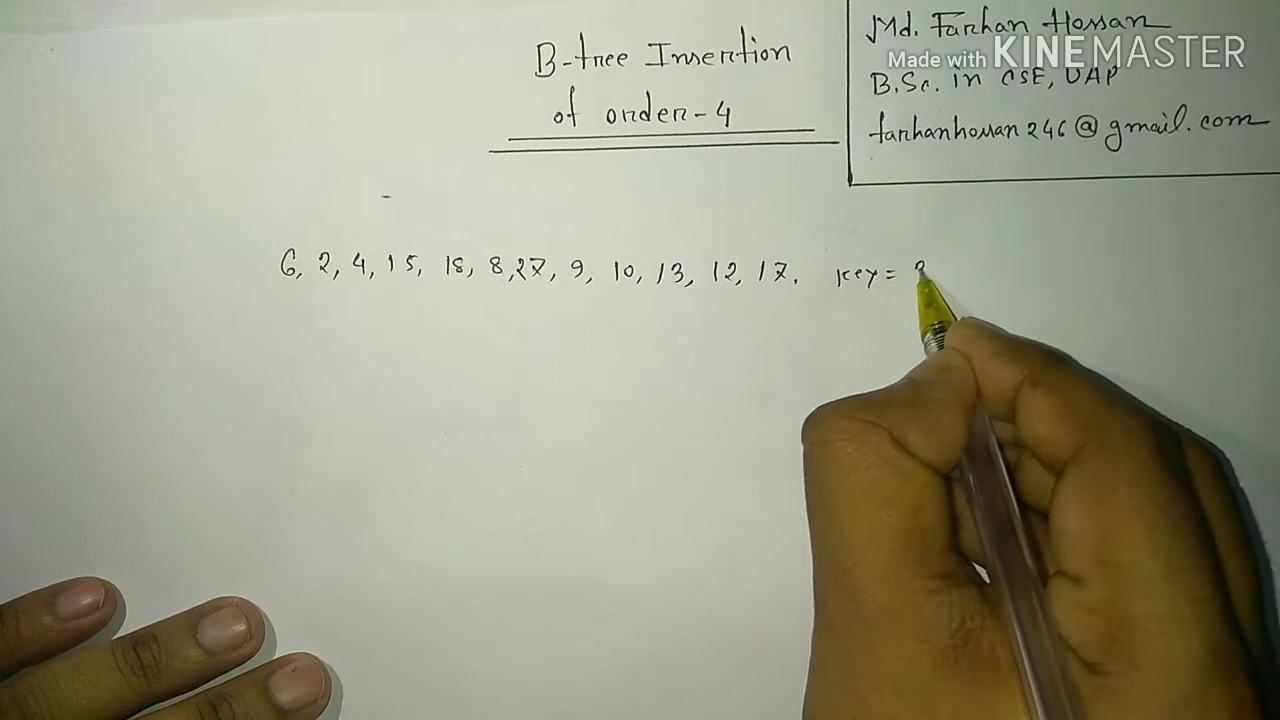 B-tree Insertion
of order-4
Md. Farhan Hossan
Made with KINEMASTER
B.Sc. in CSE, UAP
farhanhossan246@gmail.com
6, 2, 4, 15, 18, 8, 27, 9, 10, 13, 12, 17. key =